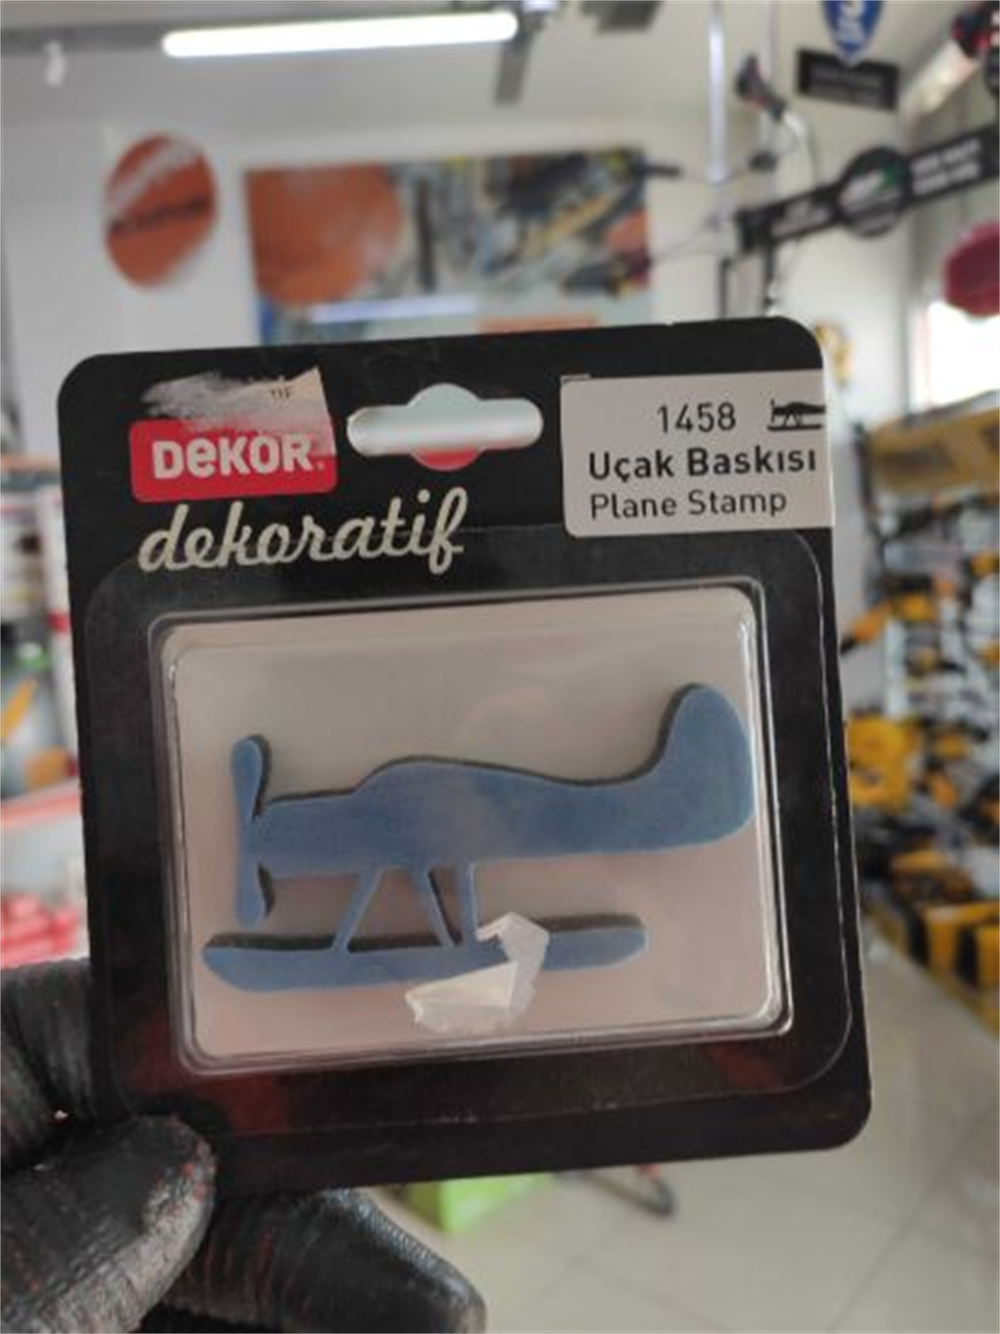 DEKOR
dekoratif
1458
Uçak Baskısı
Plane Stamp